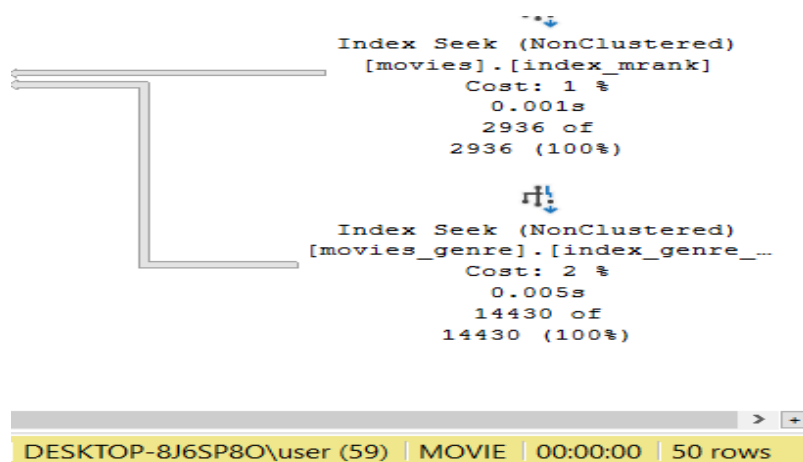 Index Seek (NonClustered)
[movies].[index_mrank]
Cost: 1 %
0.001s
2936 of
2936 (100%)
Index Seek (NonClustered)
[movies_genre].[index_genre_…
Cost: 2 %
0.005s
14430 of
14430 (100%)
DESKTOP-8J6SP8O\user (59) | MOVIE | 00:00:00 | 50 rows